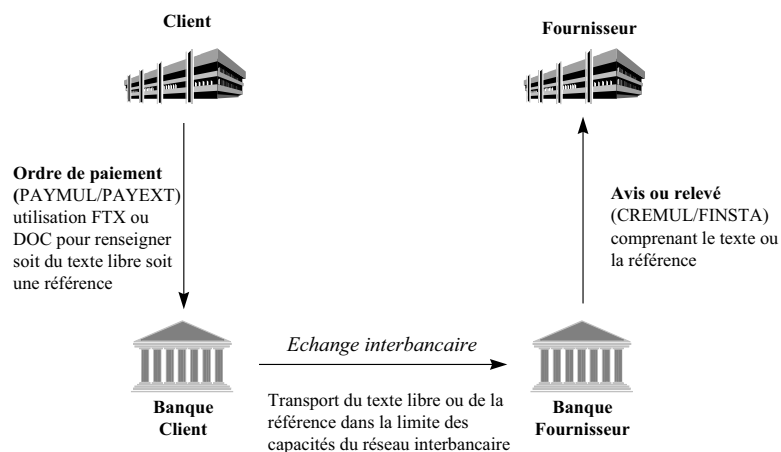 Client
Fournisseur
Ordre de paiement
(PAYMUL/PAYEXT)
utilisation FTX ou
DOC pour renseigner
soit du texte libre soit
une référence
Avis ou relevé
(CREMUL/FINSTA)
comprenant le texte ou
la référence
Echange interbancaire
Banque
Client
Transport du texte libre ou de la
référence dans la limite des
capacités du réseau interbancaire
Banque
Fournisseur